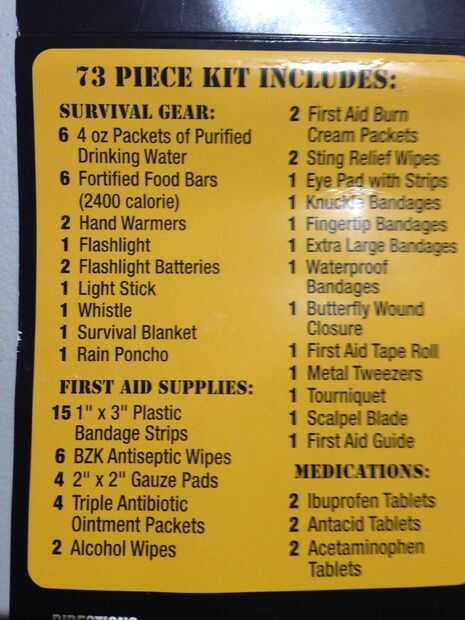 73 PIECE KIT INCLUDES:
SURVIVAL GEAR:
6 4 oz Packets of Purified
Drinking Water
6 Fortified Food Bars
(2400 calorie)
2 Hand Warmers
1 Flashlight
2 Flashlight Batteries
1 Light Stick
1 Whistle
1 Survival Blanket
1 Rain Poncho
FIRST AID SUPPLIES:
15 1" x 3" Plastic
Bandage Strips
6 BZK Antiseptic Wipes
4 2" x 2" Gauze Pads
4 Triple Antibiotic
Ointment Packets
2 Alcohol Wipes
2 First Aid Burn
Cream Packets
2 Sting Relief Wipes
1 Eye Pad with Strips
1 Knuckle Bandages
1 Fingertip Bandages
1 Extra Large Bandages
1 Waterproof
Bandages
1 Butterfly Wound
Closure
1 First Aid Tape Roll
1 Metal Tweezers
1 Tourniquet
1 Scalpel Blade
1 First Aid Guide
MEDICATIONS:
2 Ibuprofen Tablets
2 Antacid Tablets
2 Acetaminophen
Tablets
DIRECTIONS